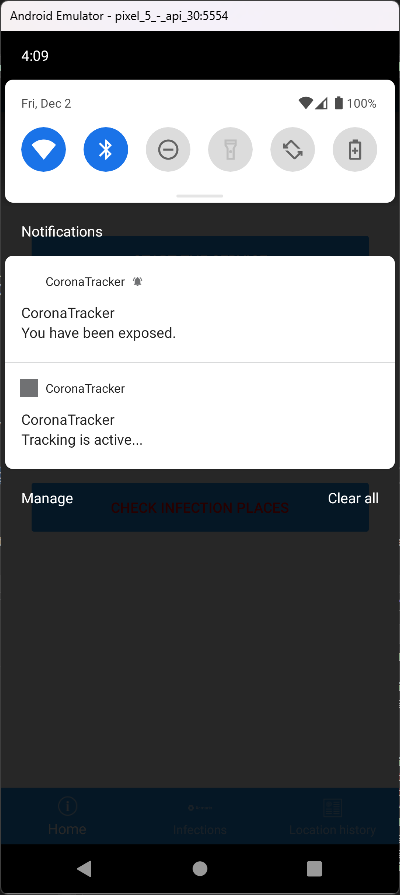 Android Emulator - pixel_5_-_api_30:5554
4:09
Fri, Dec 2
100%
Notifications
CoronaTracker
CoronaTracker
You have been exposed.
CoronaTracker
CoronaTracker
Tracking is active...
Manage
Clear all
CHECK INFECTION PLACES
Home
Infections
Location history